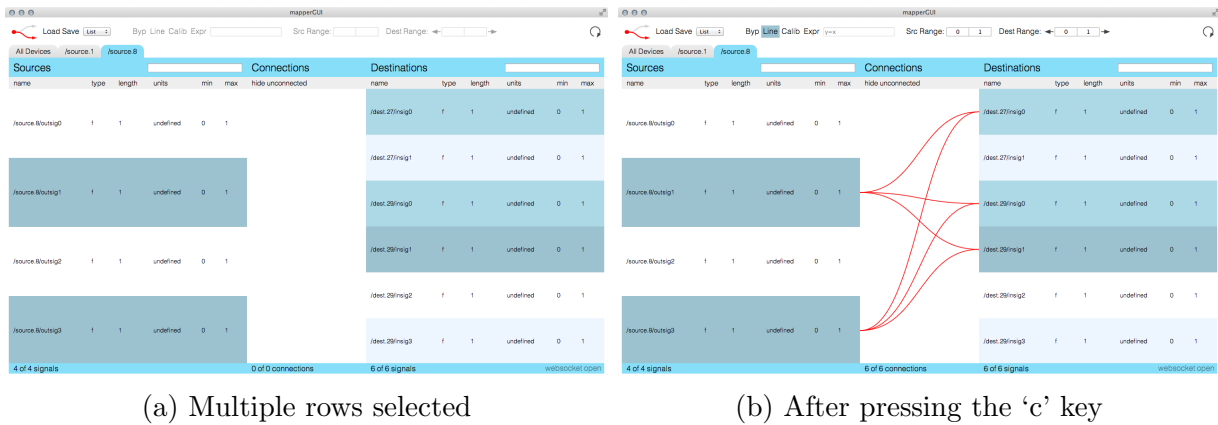 mapperGUI
Load Save List Byp Line Calib Expr Src Range: Dest Range:
All Devices /source.1 /source.8
Sources Connections Destinations
name type length units min max hide unconnected name type length units min max
/dest.27/insig0 f 1 undefined 0 1
/source.8/outsig0 f 1 undefined 0 1
/dest.27/insig1 f 1 undefined 0 1
/source.8/outsig1 f 1 undefined 0 1
/dest.29/insig0 f 1 undefined 0 1
/dest.29/insig1 f 1 undefined 0 1
/source.8/outsig2 f 1 undefined 0 1
/dest.29/insig2 f 1 undefined 0 1
/source.8/outsig3 f 1 undefined 0 1
/dest.29/insig3 f 1 undefined 0 1
4 of 4 signals 0 of 0 connections 6 of 6 signals websocket open
(a) Multiple rows selected
mapperGUI
Load Save List Byp Line Calib Expr y=x Src Range: 0 1 Dest Range: 0 1
All Devices /source.1 /source.8
Sources Connections Destinations
name type length units min max hide unconnected name type length units min max
/dest.27/insig0 f 1 undefined 0 1
/source.8/outsig0 f 1 undefined 0 1
/dest.27/insig1 f 1 undefined 0 1
/source.8/outsig1 f 1 undefined 0 1
/dest.29/insig0 f 1 undefined 0 1
/dest.29/insig1 f 1 undefined 0 1
/source.8/outsig2 f 1 undefined 0 1
/dest.29/insig2 f 1 undefined 0 1
/source.8/outsig3 f 1 undefined 0 1
/dest.29/insig3 f 1 undefined 0 1
4 of 4 signals 6 of 6 connections 6 of 6 signals websocket open
(b) After pressing the ‘c’ key